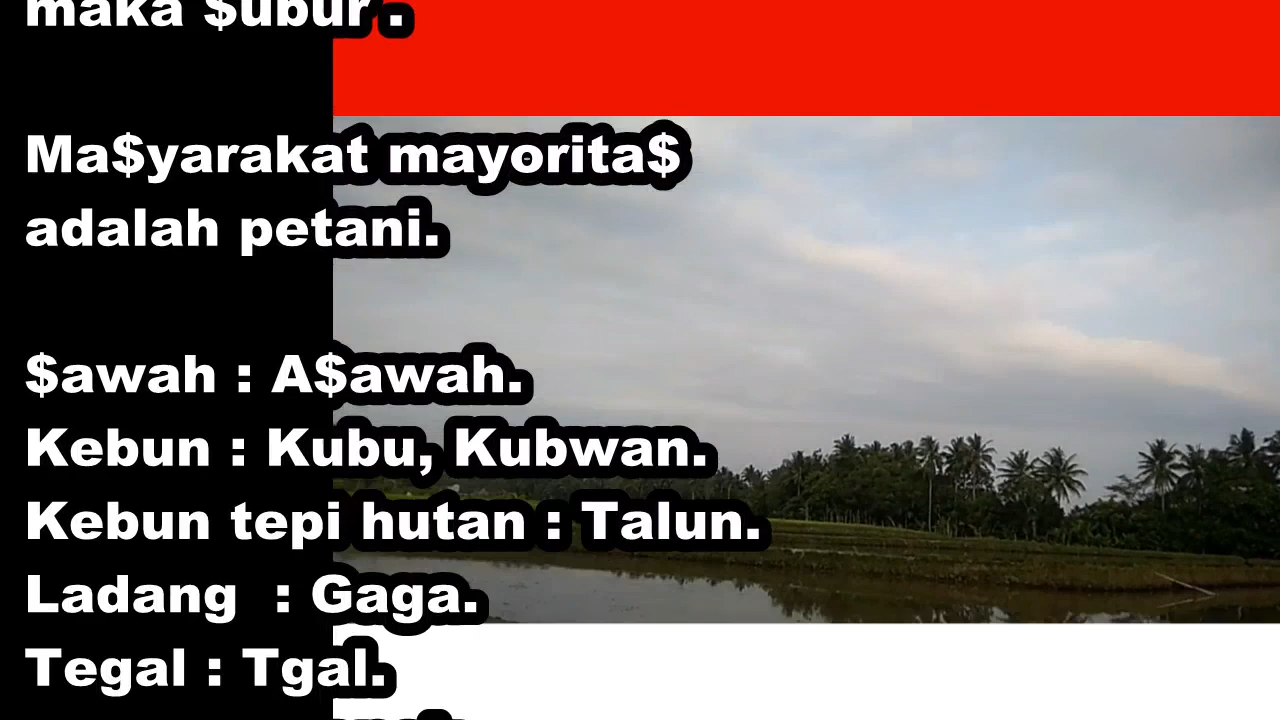 maka $ubur .
Ma$yarakat mayorita$
adalah petani.
$awah : A$awah.
Kebun : Kubu, Kubwan.
Kebun tepi hutan : Talun.
Ladang : Gaga.
Tegal : Tgal.